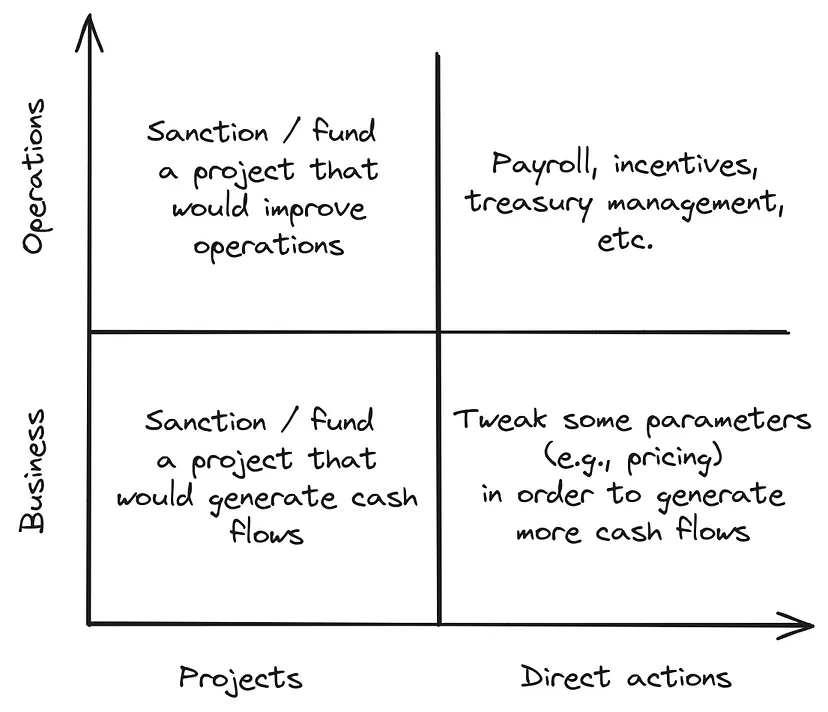 Operations
Sanction / fund
a project that
would improve
operations
Payroll, incentives,
treasury management,
etc.
Business
Sanction / fund
a project that
would generate cash
flows
Tweak some parameters
(e.g., pricing)
in order to generate
more cash flows
Projects
Direct actions